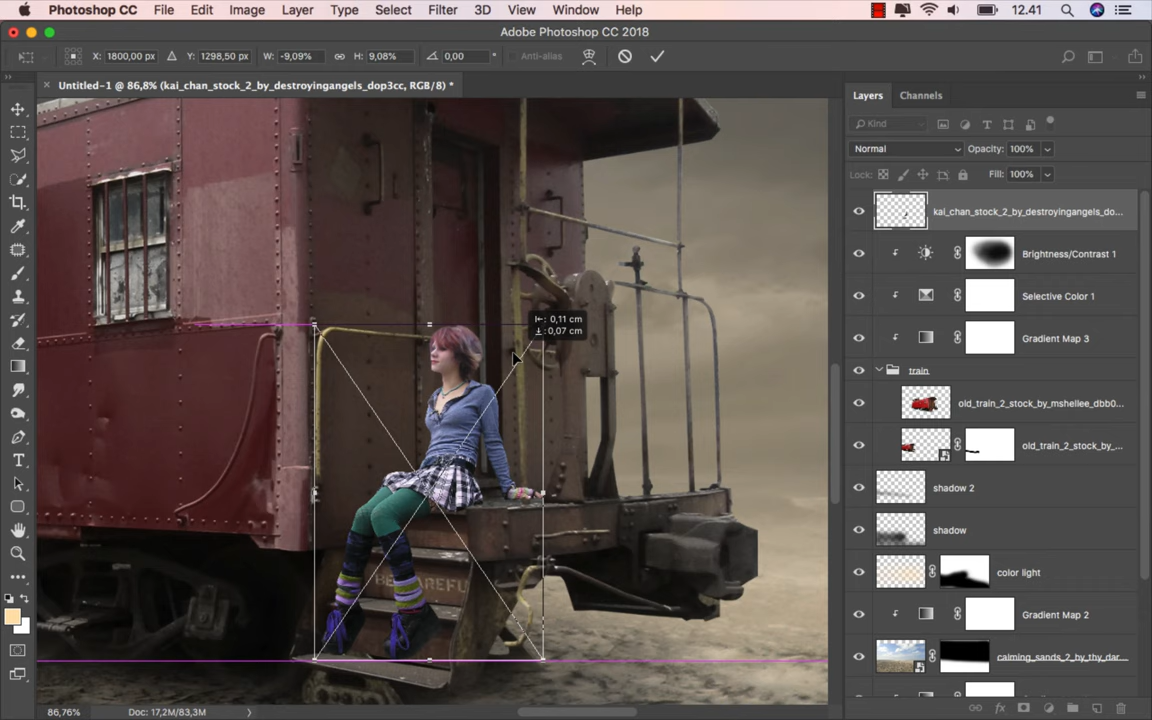 Photoshop CC File Edit Image Layer Type Select Filter 3D View Window Help 12.41
Adobe Photoshop CC 2018
X: 1800,00 px Y: 1298,50 px W: -9,09% H: 9,08% 0,00 ° Anti-alias
Untitled-1 @ 86,8% (kai_chan_stock_2_by_destroyingangels_dop3cc, RGB/8) *
Layers Channels
Kind
Normal Opacity: 100%
Lock: Fill: 100%
kai_chan_stock_2_by_destroyingangels_do...
Brightness/Contrast 1
Selective Color 1
Gradient Map 3
train
old_train_2_stock_by_mshellee_dbb0...
old_train_2_stock_by_...
shadow 2
shadow
color light
Gradient Map 2
calming_sands_2_by_thy_dar...
0,11 cm
0,07 cm
BE CAREFU
86,76% Doc: 17,2M/83,3M